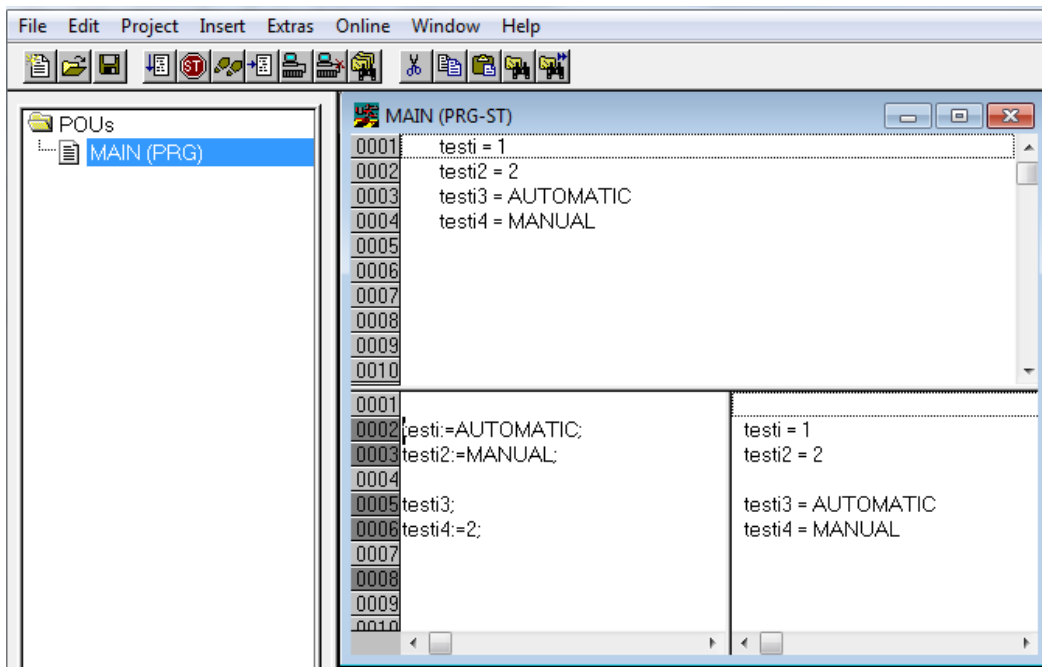 File Edit Project Insert Extras Online Window Help
ST
POUs
MAIN (PRG)
MAIN (PRG-ST)
0001 testi = 1
0002 testi2 = 2
0003 testi3 = AUTOMATIC
0004 testi4 = MANUAL
0005
0006
0007
0008
0009
0010
0001
0002 testi:=AUTOMATIC; testi = 1
0003 testi2:=MANUAL; testi2 = 2
0004
0005 testi3; testi3 = AUTOMATIC
0006 testi4:=2; testi4 = MANUAL
0007
0008
0009
0010